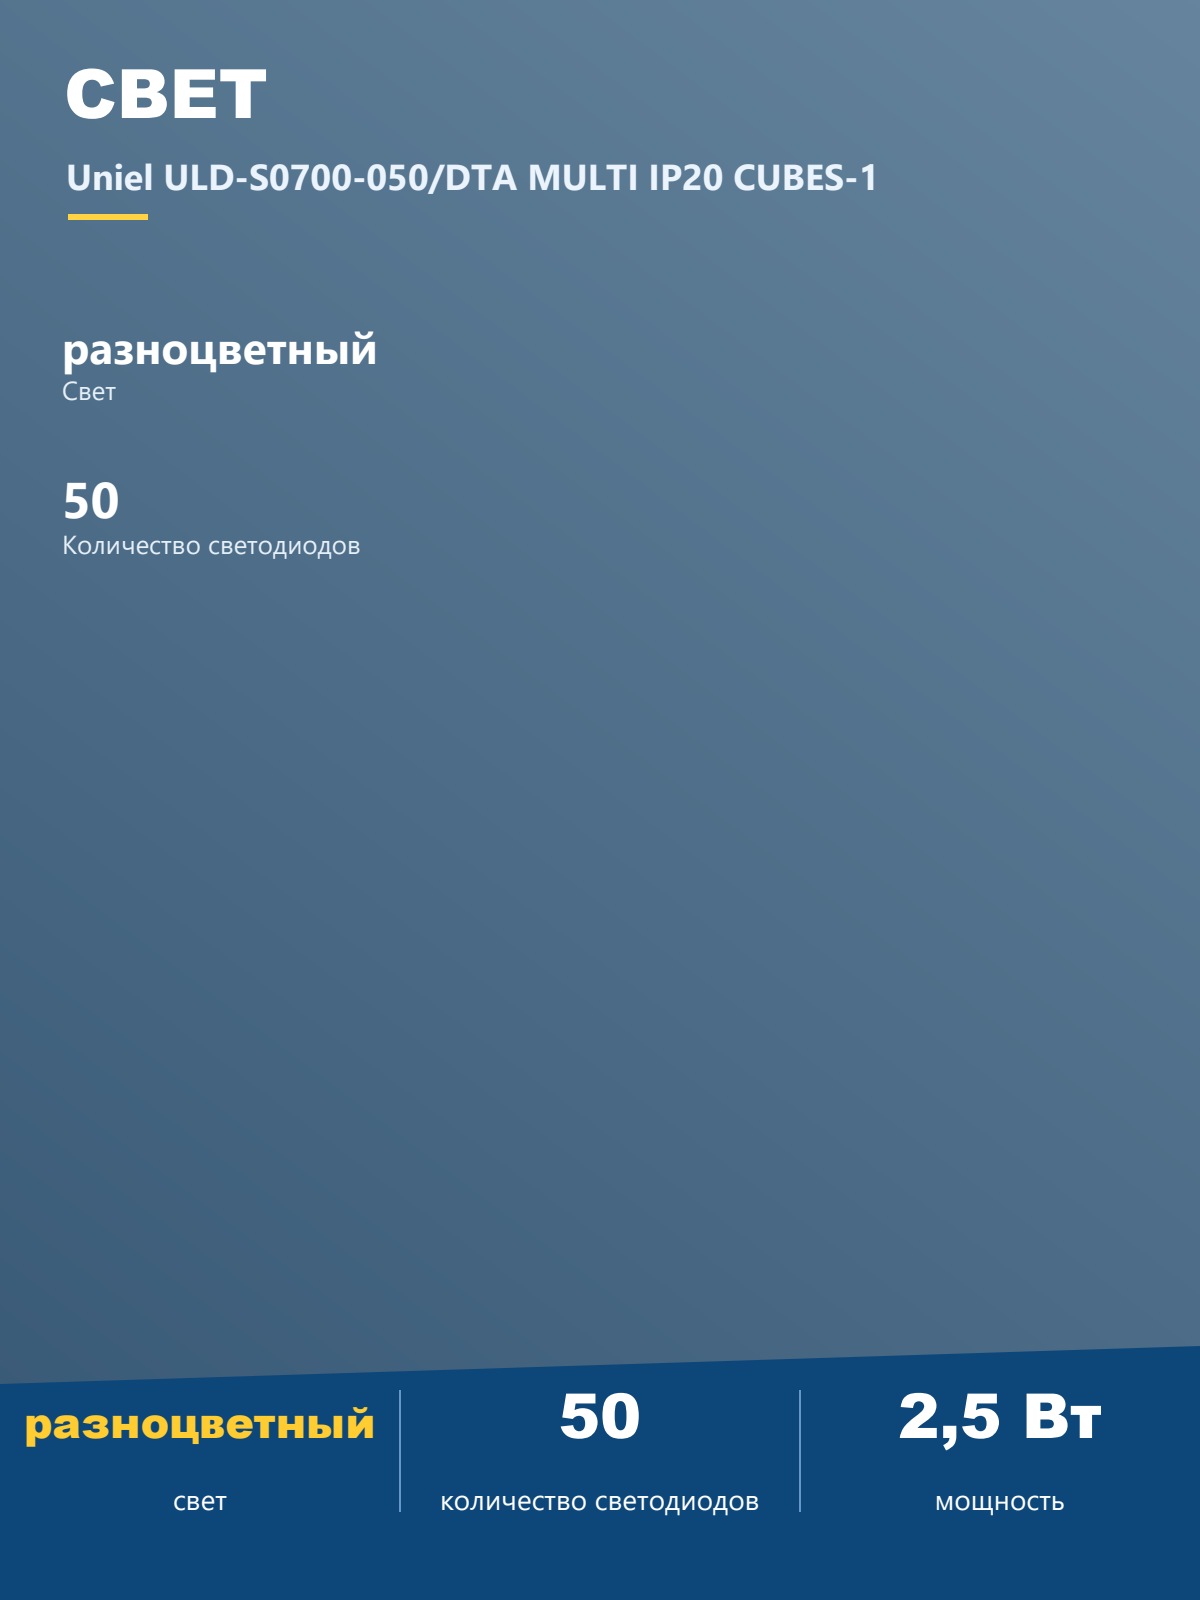 СВЕТ
Uniel ULD-S0700-050/DTA MULTI IP20 CUBES-1
разноцветный
Свет
50
Количество светодиодов
разноцветный
свет
50
количество светодиодов
2,5 Вт
мощность